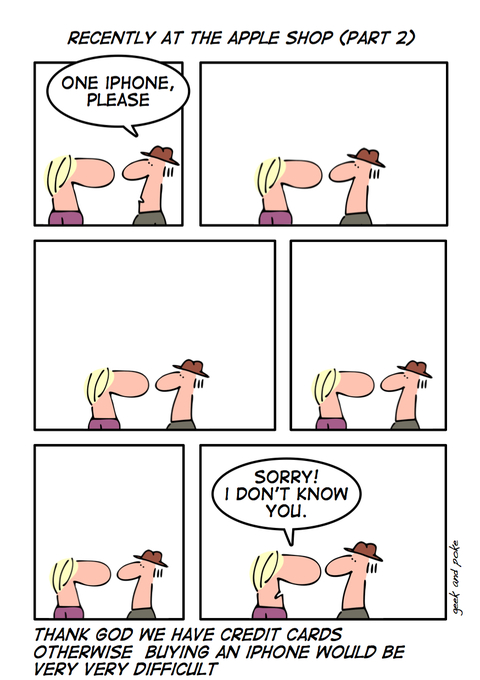 RECENTLY AT THE APPLE SHOP (PART 2)
ONE IPHONE,
PLEASE
SORRY!
I DON'T KNOW
YOU.
geek and poke
THANK GOD WE HAVE CREDIT CARDS
OTHERWISE BUYING AN IPHONE WOULD BE
VERY VERY DIFFICULT